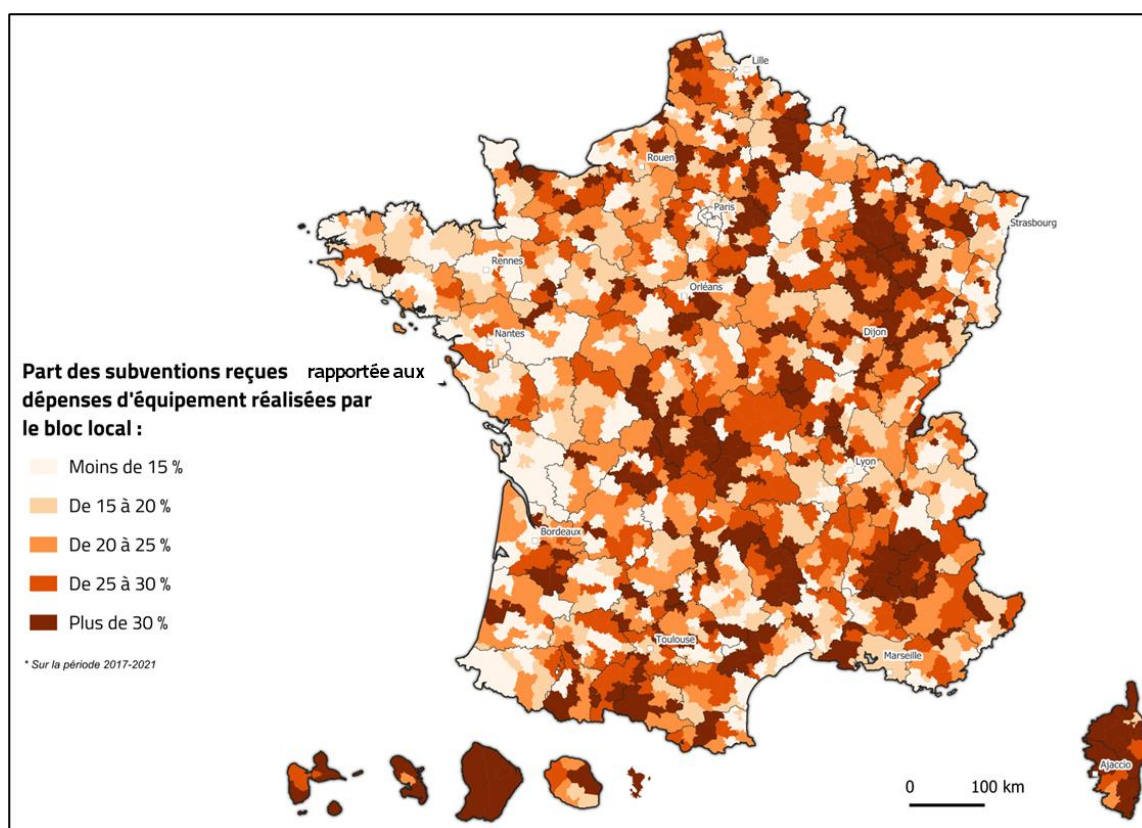 Lille
Rouen
Paris
Strasbourg
Rennes
Orléans
Nantes
Dijon
Part des subventions reçues rapportée aux
dépenses d'équipement réalisées par
le bloc local :
Moins de 15 %
De 15 à 20 %
De 20 à 25 %
De 25 à 30 %
Plus de 30 %
* Sur la période 2017-2021
Lyon
Bordeaux
Toulouse
Marseille
Ajaccio
0 100 km